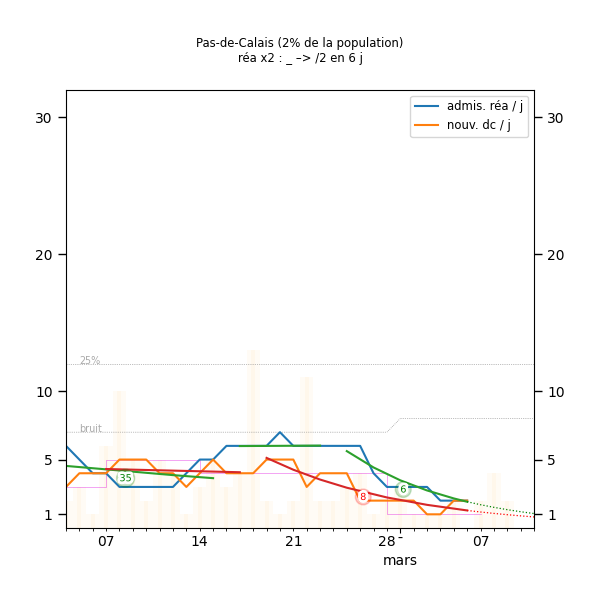 Pas-de-Calais (2% de la population)
réa x2 : _ –> /2 en 6 j
admis. réa / j
nouv. dc / j
30 30
20 20
25%
10 10
bruit
5 5
35
6
8
1 1
07 14 21 28 07
mars